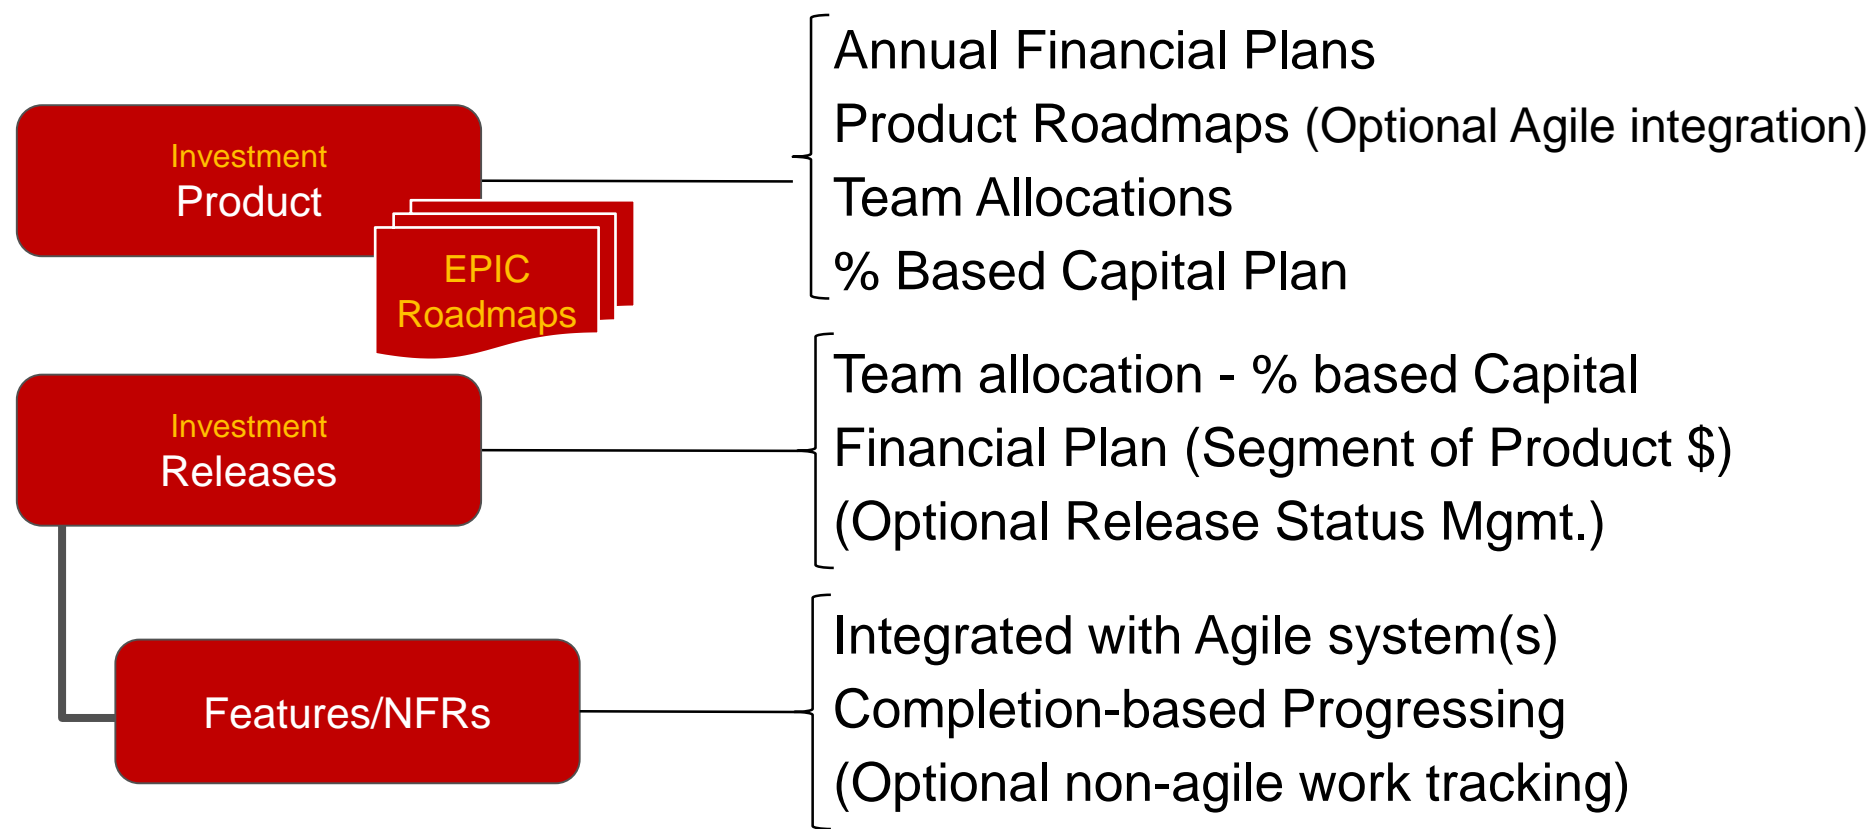 Investment
Product
EPIC
Roadmaps
Annual Financial Plans
Product Roadmaps (Optional Agile integration)
Team Allocations
% Based Capital Plan
Investment
Releases
Team allocation - % based Capital
Financial Plan (Segment of Product $)
(Optional Release Status Mgmt.)
Features/NFRs
Integrated with Agile system(s)
Completion-based Progressing
(Optional non-agile work tracking)